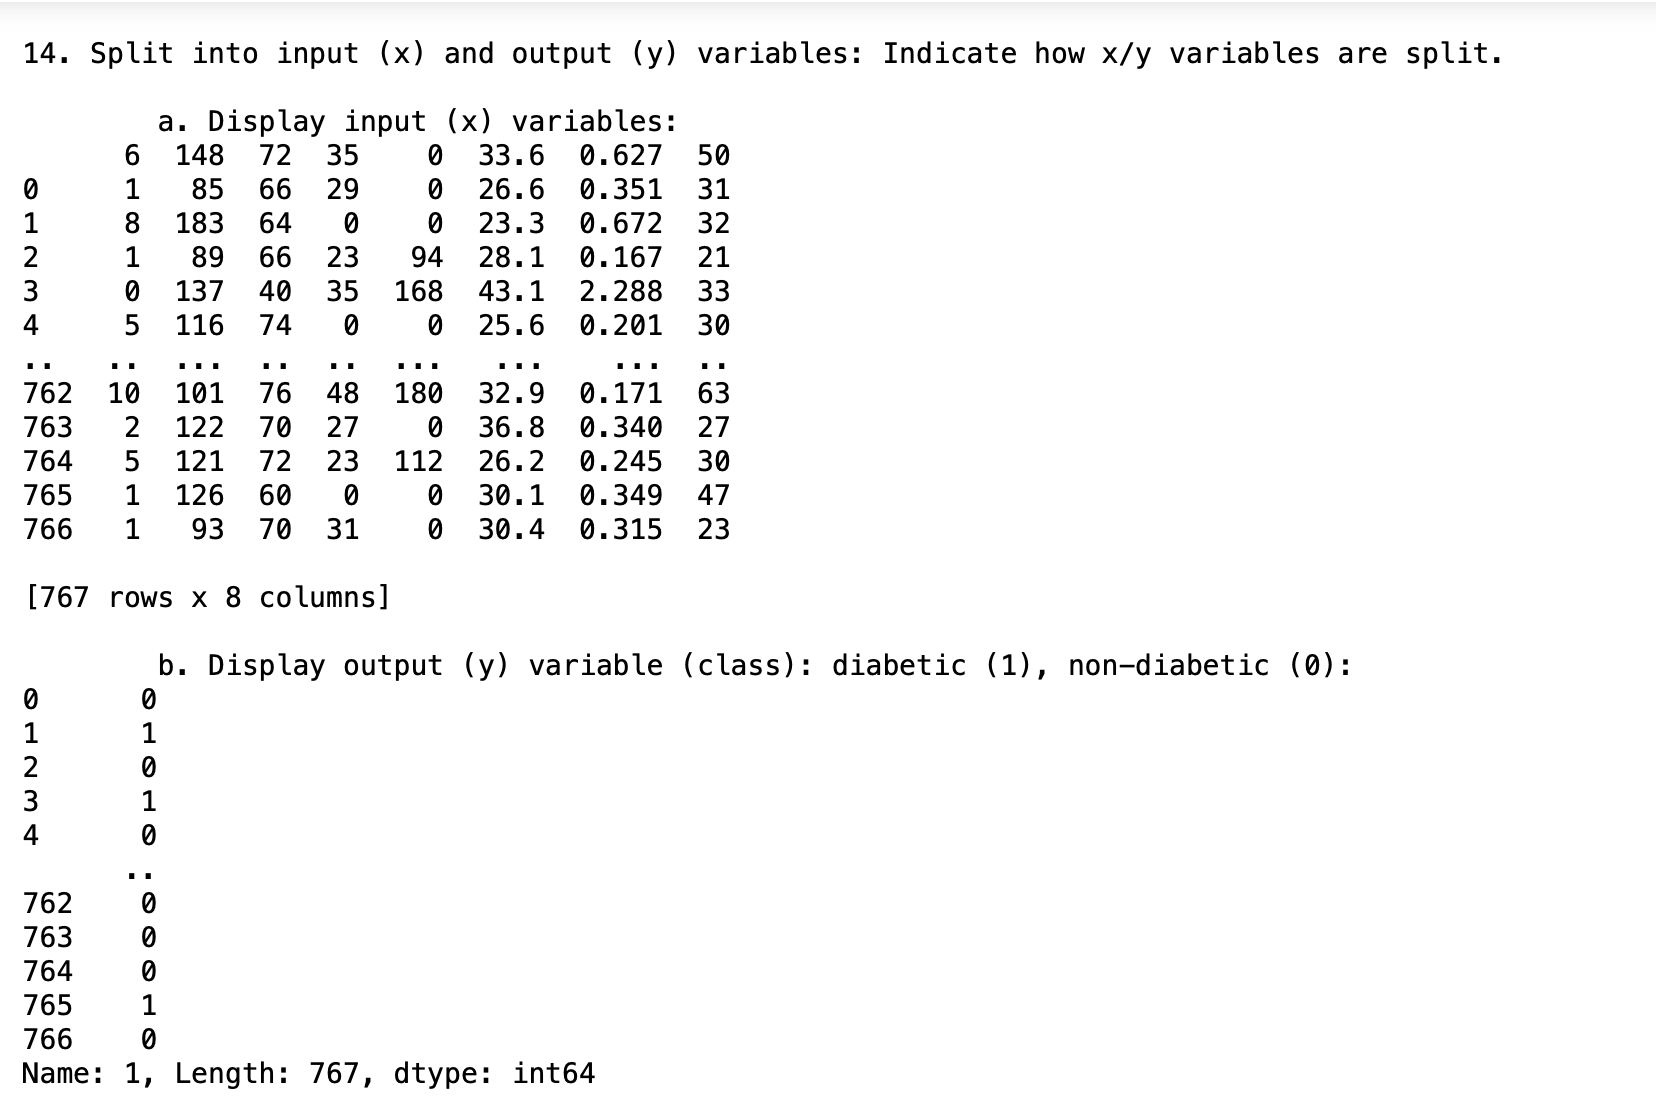 14. Split into input (x) and output (y) variables: Indicate how x/y variables are split.
a. Display input (x) variables:
6 148 72 35 0 33.6 0.627 50
0 1 85 66 29 0 26.6 0.351 31
1 8 183 64 0 0 23.3 0.672 32
2 1 89 66 23 94 28.1 0.167 21
3 0 137 40 35 168 43.1 2.288 33
4 5 116 74 0 0 25.6 0.201 30
.. .. ... .. .. ... ... ... ..
762 10 101 76 48 180 32.9 0.171 63
763 2 122 70 27 0 36.8 0.340 27
764 5 121 72 23 112 26.2 0.245 30
765 1 126 60 0 0 30.1 0.349 47
766 1 93 70 31 0 30.4 0.315 23
[767 rows x 8 columns]
b. Display output (y) variable (class): diabetic (1), non-diabetic (0):
0 0
1 1
2 0
3 1
4 0
..
762 0
763 0
764 0
765 1
766 0
Name: 1, Length: 767, dtype: int64